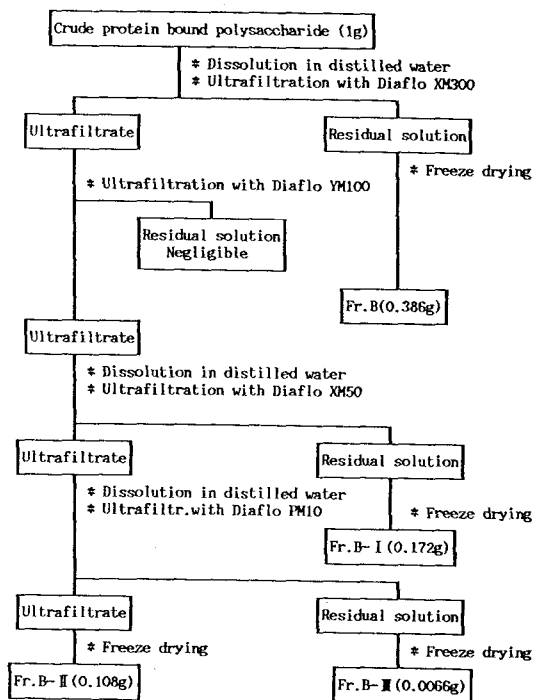 Crude protein bound polysaccharide (1g)
* Dissolution in distilled water
* Ultrafiltration with Diaflo XM300
Ultrafiltrate
Residual solution
* Freeze drying
* Ultrafiltration with Diaflo YM100
Residual solution
Negligible
Fr.B(0.386g)
Ultrafiltrate
* Dissolution in distilled water
* Ultrafiltration with Diaflo XM50
Ultrafiltrate
Residual solution
* Dissolution in distilled water
* Ultrafiltr.with Diaflo PM10
* Freeze drying
Fr.B-Ⅰ(0.172g)
Ultrafiltrate
Residual solution
* Freeze drying
* Freeze drying
Fr.B-Ⅱ(0.108g)
Fr.B-Ⅲ(0.0066g)